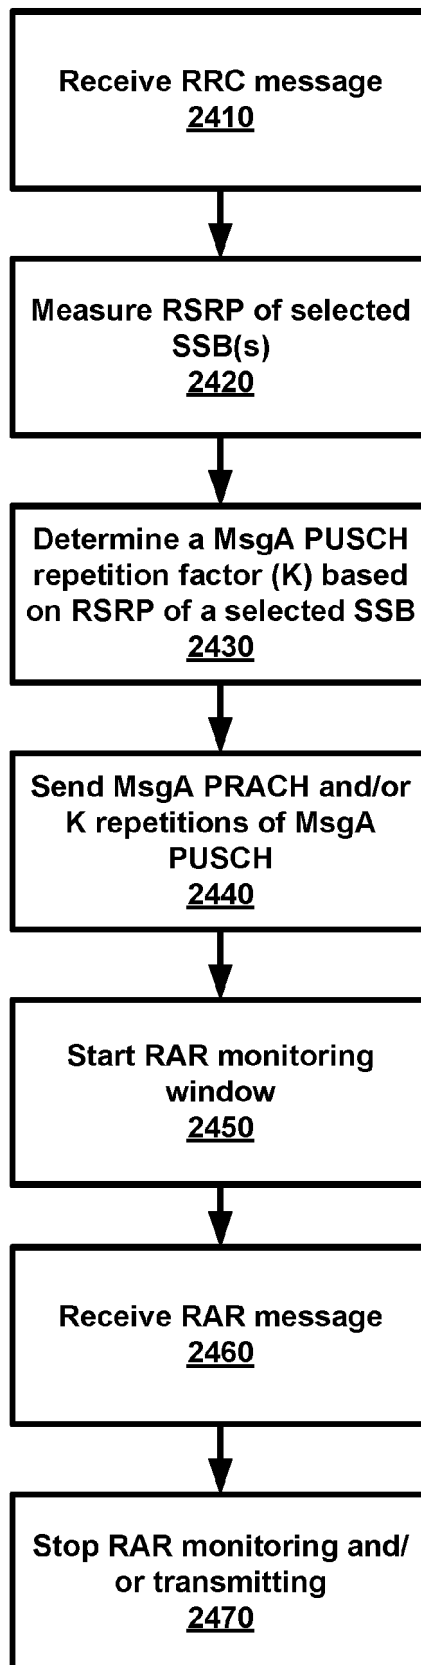 Receive RRC message
2410
Measure RSRP of selected
SSB(s)
2420
Determine a MsgA PUSCH
repetition factor (K) based
on RSRP of a selected SSB
2430
Send MsgA PRACH and/or
K repetitions of MsgA
PUSCH
2440
Start RAR monitoring
window
2450
Receive RAR message
2460
Stop RAR monitoring and/
or transmitting
2470